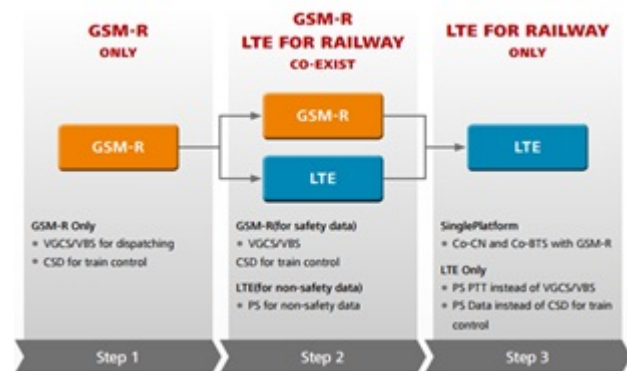 GSM-R
ONLY
GSM-R
GSM-R Only
VGCS/VBS for dispatching
CSD for train control
Step 1
GSM-R
LTE FOR RAILWAY
CO-EXIST
GSM-R
LTE
GSM-R(for safety data)
VGCS/VBS
CSD for train control
LTE(for non-safety data)
PS for non-safety data
Step 2
LTE FOR RAILWAY
ONLY
LTE
SinglePlatform
Co-CN and Co-BTS with GSM-R
LTE Only
PS PTT instead of VGCS/VBS
PS Data instead of CSD for train
control
Step 3